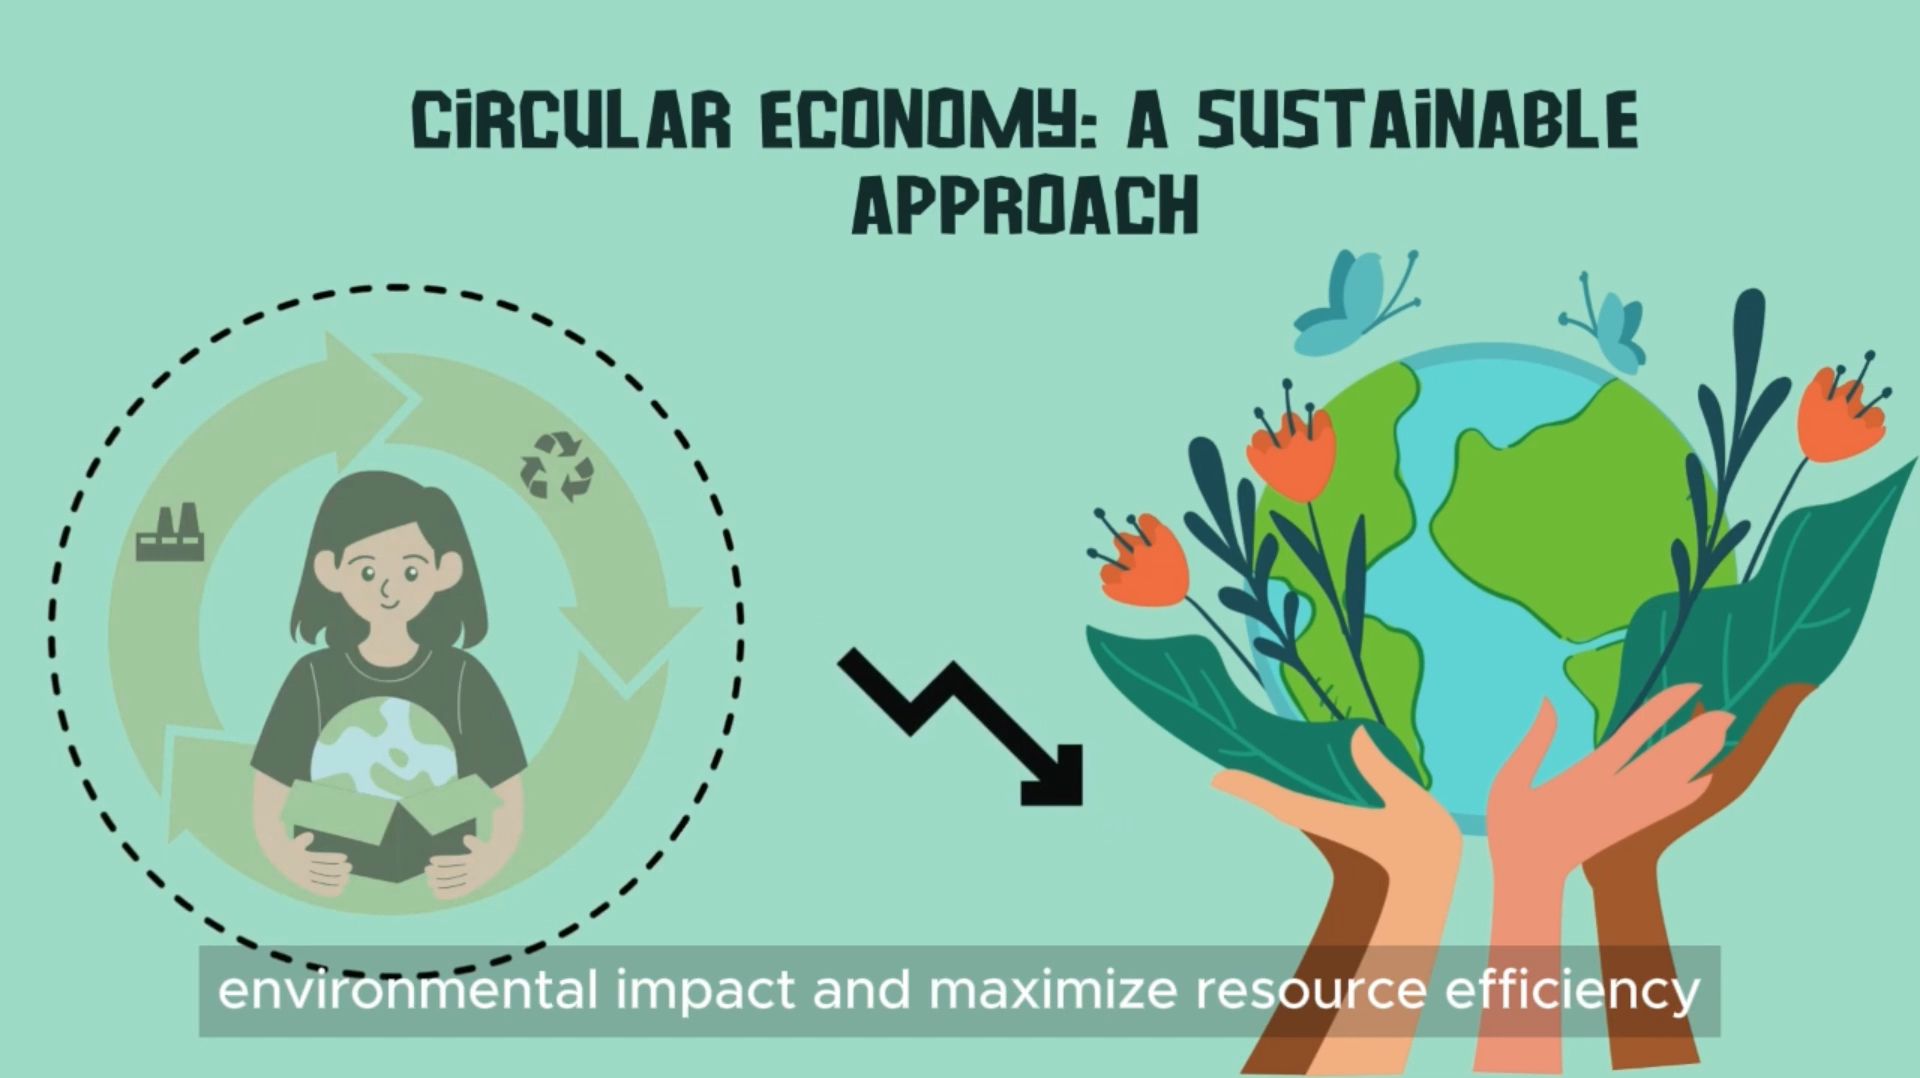 CIRCULAR ECONOMY: A SUSTAINABLE
APPROACH
environmental impact and maximize resource efficiency